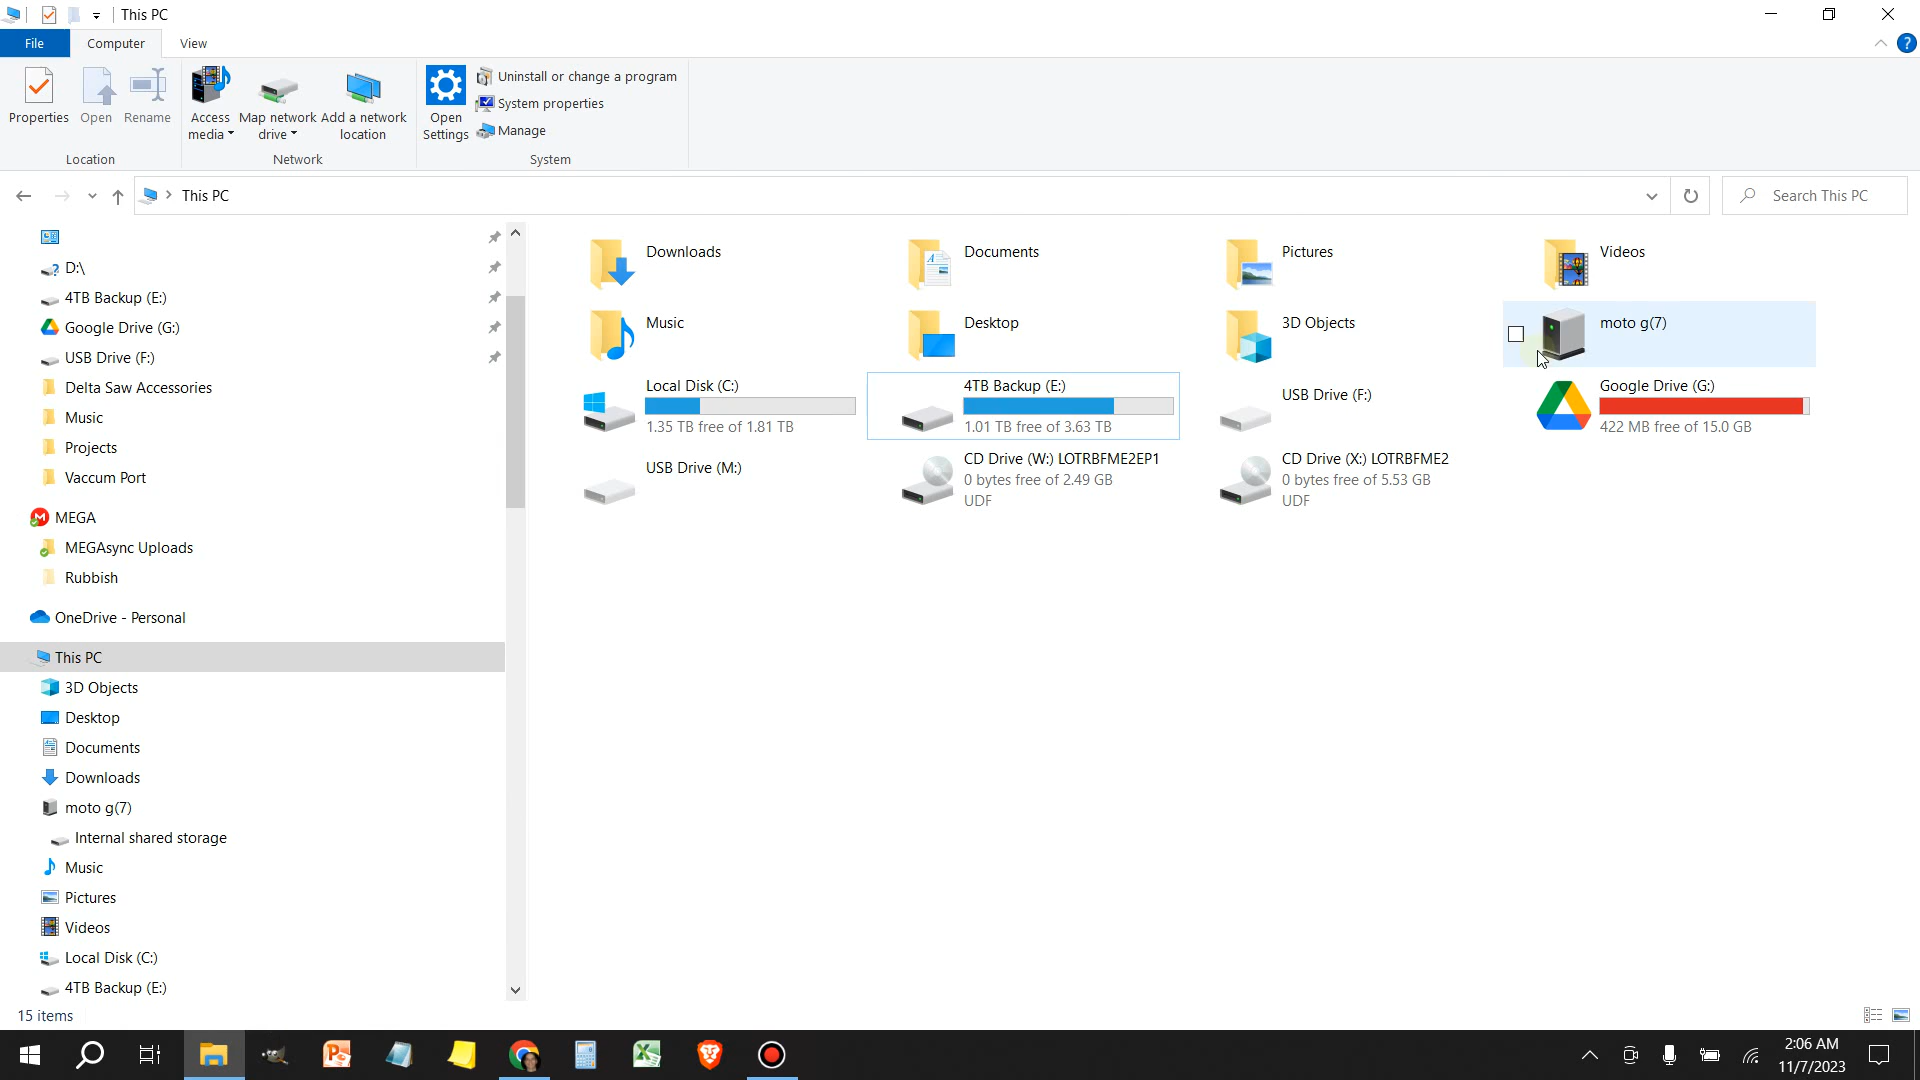 This PC
File
Computer
View
Properties
Open
Rename
Access
media
Map network
drive
Add a network
location
Open
Settings
Uninstall or change a program
System properties
Manage
Location
Network
System
This PC
Search This PC
D:\
4TB Backup (E:)
Google Drive (G:)
USB Drive (F:)
Delta Saw Accessories
Music
Projects
Vaccum Port
MEGA
MEGAsync Uploads
Rubbish
OneDrive - Personal
This PC
3D Objects
Desktop
Documents
Downloads
moto g(7)
Internal shared storage
Music
Pictures
Videos
Local Disk (C:)
4TB Backup (E:)
Downloads
Documents
Pictures
Videos
Music
Desktop
3D Objects
moto g(7)
Local Disk (C:)
1.35 TB free of 1.81 TB
4TB Backup (E:)
1.01 TB free of 3.63 TB
USB Drive (F:)
Google Drive (G:)
422 MB free of 15.0 GB
USB Drive (M:)
CD Drive (W:) LOTRBFME2EP1
0 bytes free of 2.49 GB
UDF
CD Drive (X:) LOTRBFME2
0 bytes free of 5.53 GB
UDF
15 items
2:06 AM
11/7/2023